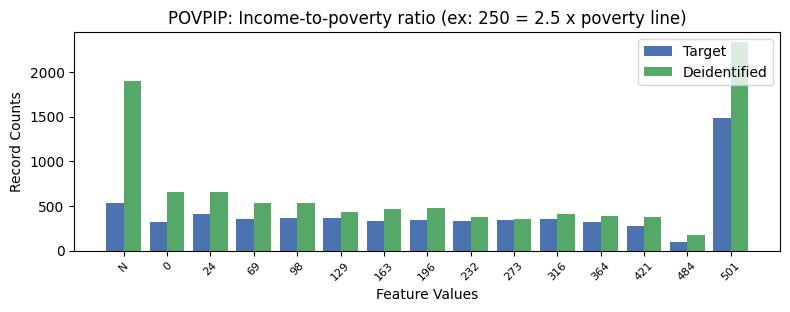 POVPIP: Income-to-poverty ratio (ex: 250 = 2.5 x poverty line)
Target
Deidentified
Record Counts
2000
1500
1000
500
0
N 0 24 69 98 129 163 196 232 273 316 364 421 484 501
Feature Values